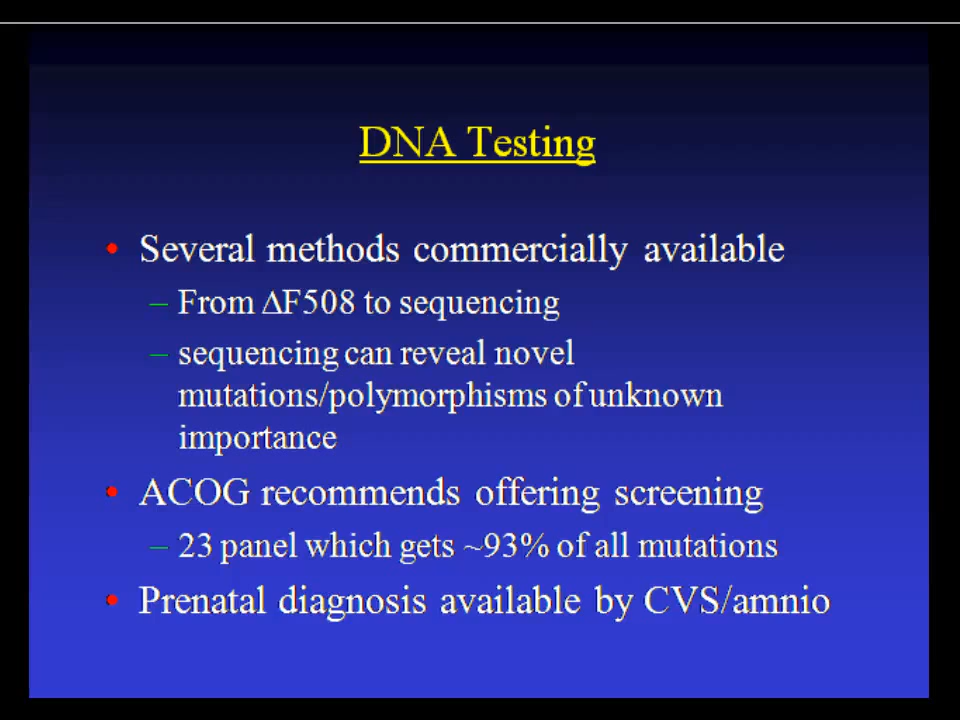 DNA Testing
• Several methods commercially available
– From ΔF508 to sequencing
– sequencing can reveal novel
mutations/polymorphisms of unknown
importance
• ACOG recommends offering screening
– 23 panel which gets ~93% of all mutations
• Prenatal diagnosis available by CVS/amnio